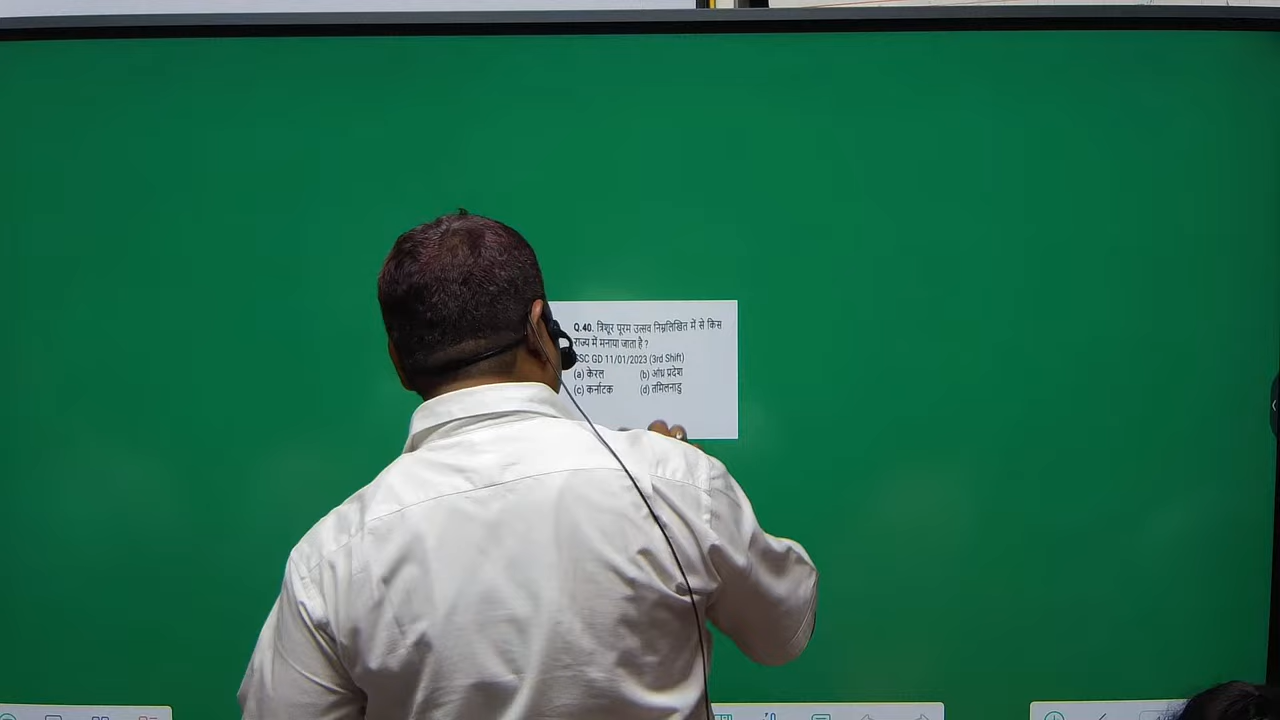 Q.40. त्रिशूर पूरम उत्सव निम्नलिखित में से किस
राज्य में मनाया जाता है ?
SSC GD 11/01/2023 (3rd Shift)
(a) केरल (b) आंध्र प्रदेश
(c) कर्नाटक (d) तमिलनाडु